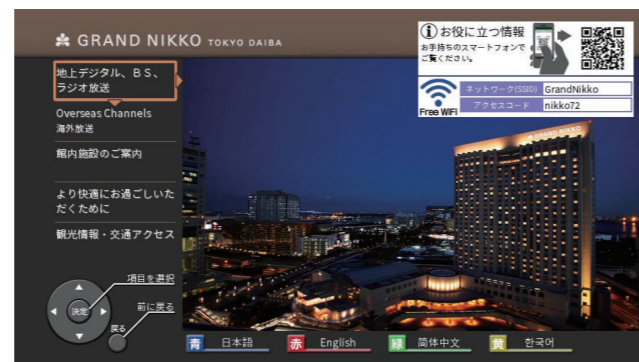 GRAND NIKKO TOKYO DAIBA
お役に立つ情報
お手持ちのスマートフォンで
ご覧ください。
ネットワーク(SSID) GrandNikko
アクセスコード nikko72
Free WiFi
地上デジタル、BS、
ラジオ放送
Overseas Channels
海外放送
館内施設のご案内
より快適にお過ごしいた
だくために
観光情報・交通アクセス
GRAND NIKKO
項目を選択
決定
前に戻る
戻る
青 日本語 赤 English 緑 简体中文 黄 한국어